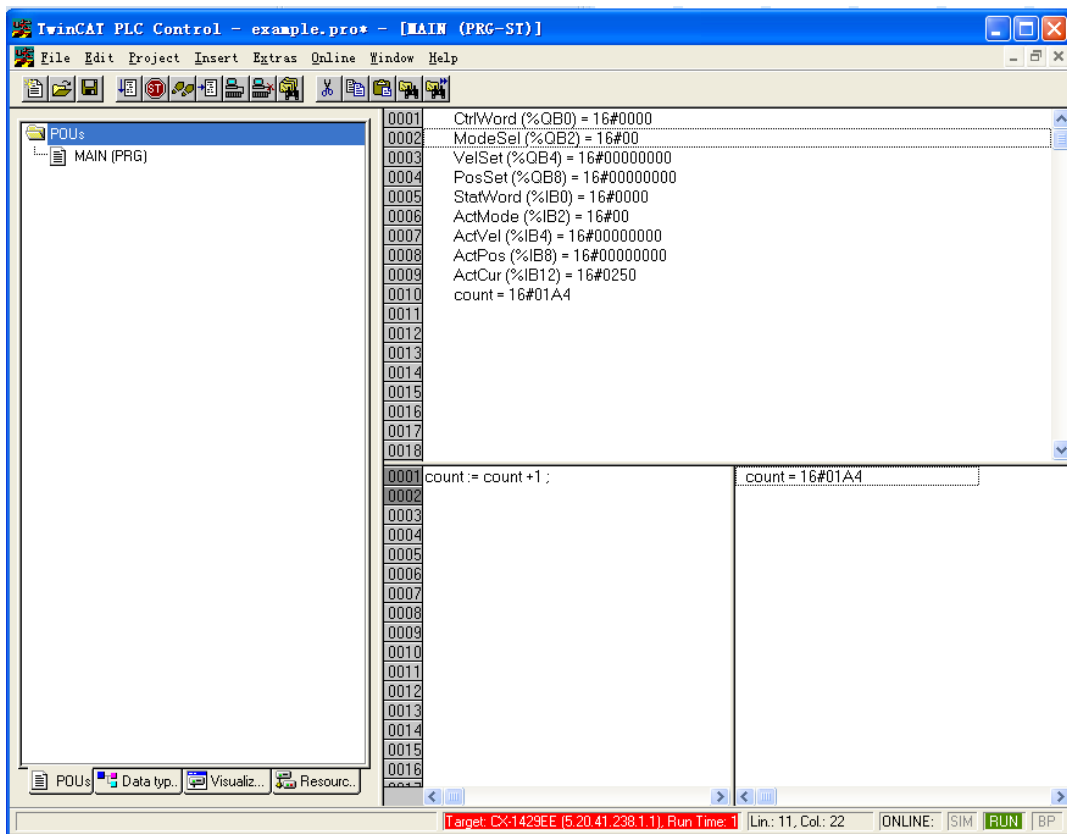 TwinCAT PLC Control - example.pro* - [MAIN (PRG-ST)]
File Edit Project Insert Extras Online Window Help
POUs
MAIN (PRG)
0001 CtrlWord (%QB0) = 16#0000
0002 ModeSel (%QB2) = 16#00
0003 VelSet (%QB4) = 16#00000000
0004 PosSet (%QB8) = 16#00000000
0005 StatWord (%IB0) = 16#0000
0006 ActMode (%IB2) = 16#00
0007 ActVel (%IB4) = 16#00000000
0008 ActPos (%IB8) = 16#00000000
0009 ActCur (%IB12) = 16#0250
0010 count = 16#01A4
0011
0012
0013
0014
0015
0016
0017
0018
0001 count := count +1 ; count = 16#01A4
0002
0003
0004
0005
0006
0007
0008
0009
0010
0011
0012
0013
0014
0015
0016
POUs Data typ.. Visualiz... Resourc..
Target: CX-1429EE (5.20.41.238.1.1), Run Time: 1 Lin.: 11, Col.: 22 ONLINE: SIM RUN BP